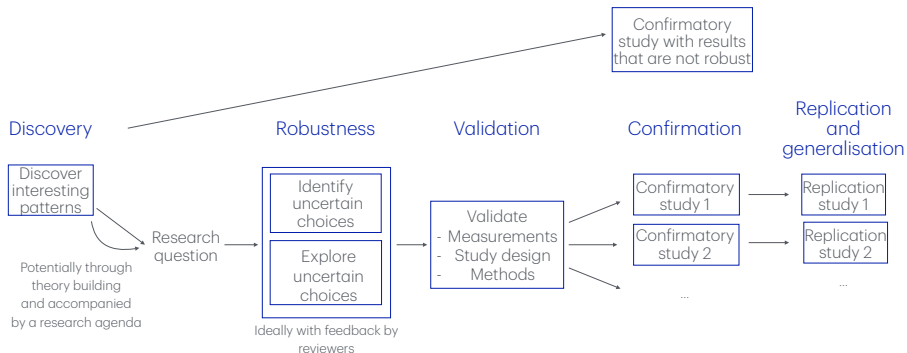 Confirmatory
study with results
that are not robust
Discovery
Robustness
Validation
Confirmation
Replication
and
generalisation
Discover
interesting
patterns
Potentially through
theory building
and accompanied
by a research agenda
Research
question
Identify
uncertain
choices
Explore
uncertain
choices
Ideally with feedback by
reviewers
Validate
- Measurements
- Study design
- Methods
Confirmatory
study 1
Confirmatory
study 2
...
Replication
study 1
Replication
study 2
...